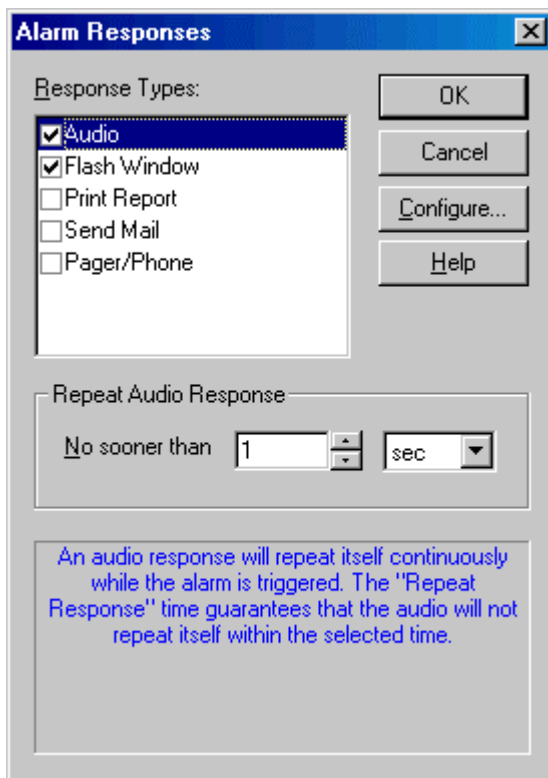 Alarm Responses
Response Types:
Audio
Flash Window
Print Report
Send Mail
Pager/Phone
OK
Cancel
Configure...
Help
Repeat Audio Response
No sooner than 1 sec
An audio response will repeat itself continuously
while the alarm is triggered. The "Repeat
Response" time guarantees that the audio will not
repeat itself within the selected time.